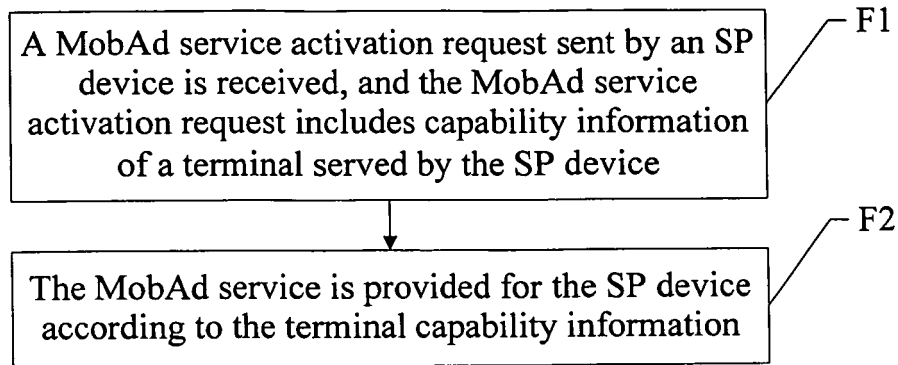 A MobAd service activation request sent by an SP
device is received, and the MobAd service
activation request includes capability information
of a terminal served by the SP device
F1
The MobAd service is provided for the SP device
according to the terminal capability information
F2